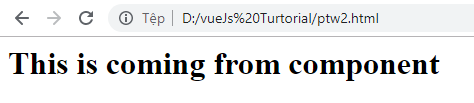 Tệp | D:/vueJs%20Turtorial/ptw2.html
This is coming from component